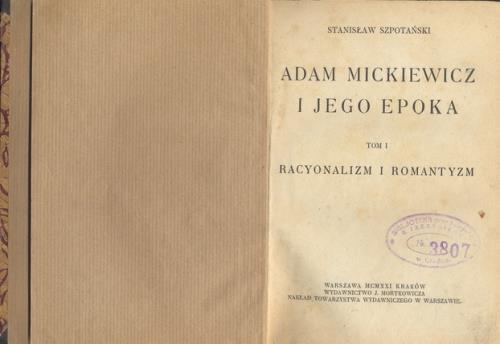 STANISŁAW SZPOTAŃSKI
ADAM MICKIEWICZ
I JEGO EPOKA
TOM I
RACYONALIZM I ROMANTYZM
BIBLIOTEKA
3807
WARSZAWA MCMXXI KRAKÓW
WYDAWNICTWO J. MORTKOWICZA
NAKŁAD TOWARZYSTWA WYDAWNICZEGO W WARSZAWIE